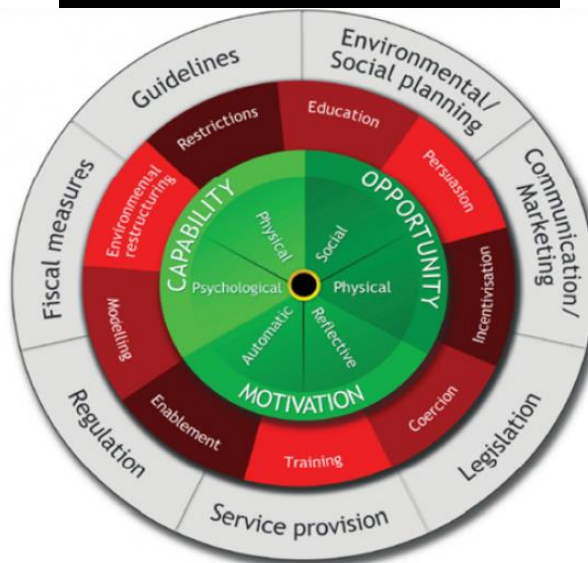 Guidelines
Environmental/
Social planning
Communication/
Marketing
Legislation
Service provision
Regulation
Fiscal measures
Restrictions
Education
Persuasion
Incentivisation
Coercion
Training
Enablement
Modelling
Environmental
restructuring
CAPABILITY
OPPORTUNITY
MOTIVATION
Physical
Social
Psychological
Physical
Automatic
Reflective